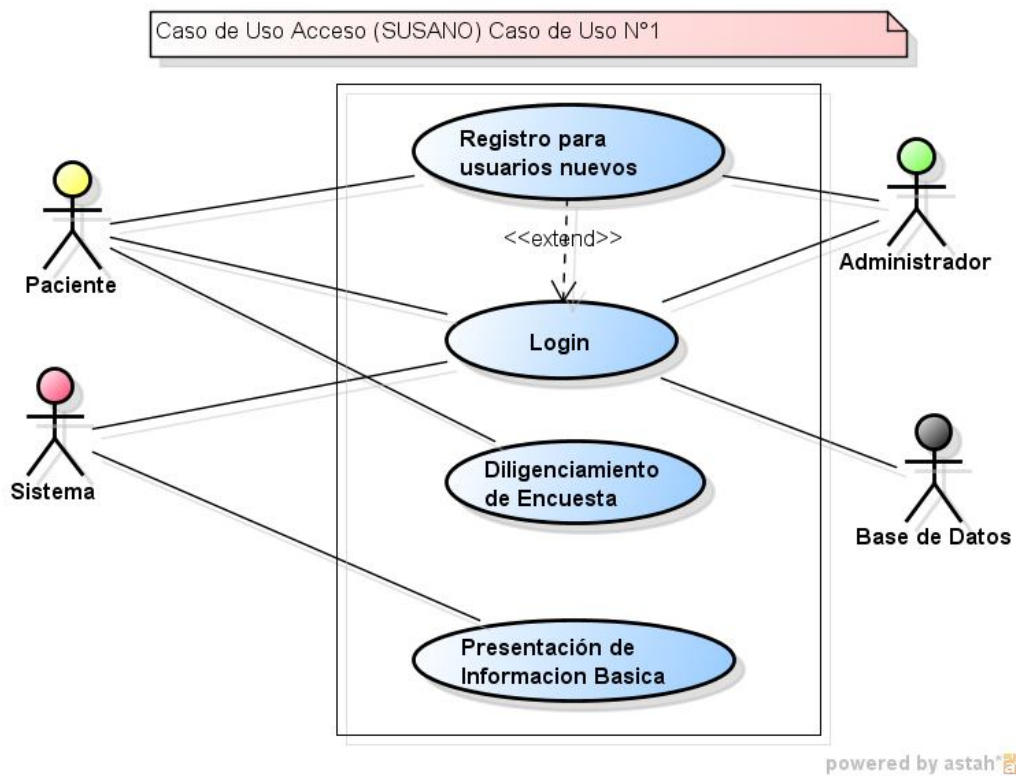 Caso de Uso Acceso (SUSANO) Caso de Uso N°1
Registro para
usuarios nuevos
<<extend>>
Paciente
Administrador
Login
Sistema
Diligenciamiento
de Encuesta
Base de Datos
Presentación de
Informacion Basica
powered by astah*